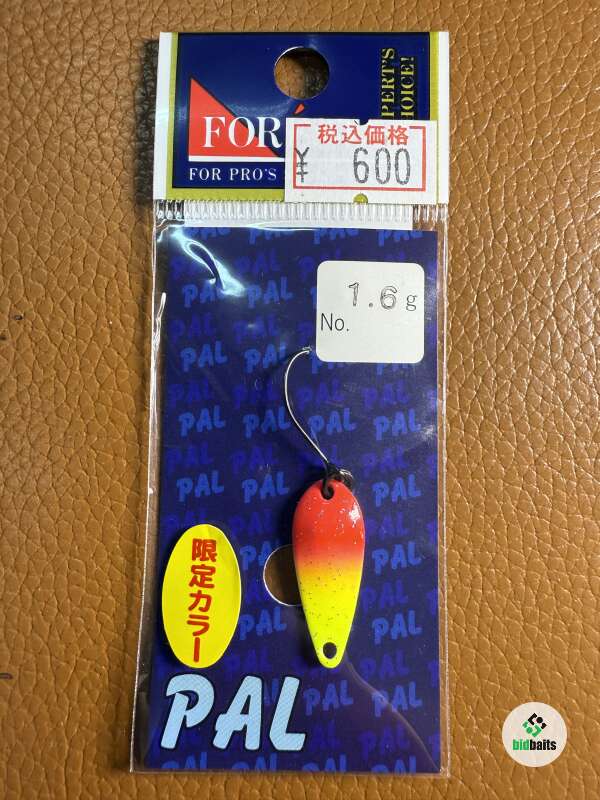 FOR
FOR PRO'S
PERT'S
HOICE!
税込価格
¥ 600
1.6 g
No.
PAL
限定カラー
PAL
bidbaits